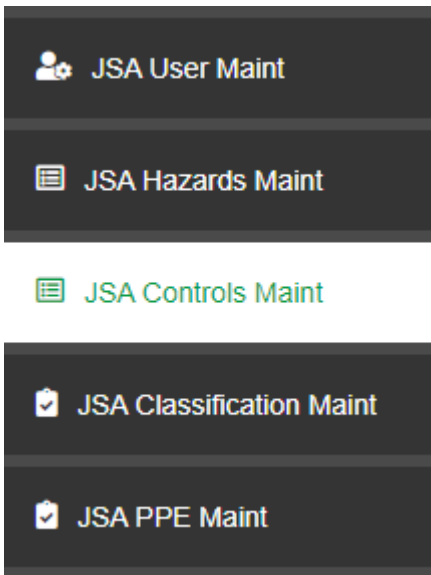 JSA User Maint
JSA Hazards Maint
JSA Controls Maint
JSA Classification Maint
JSA PPE Maint